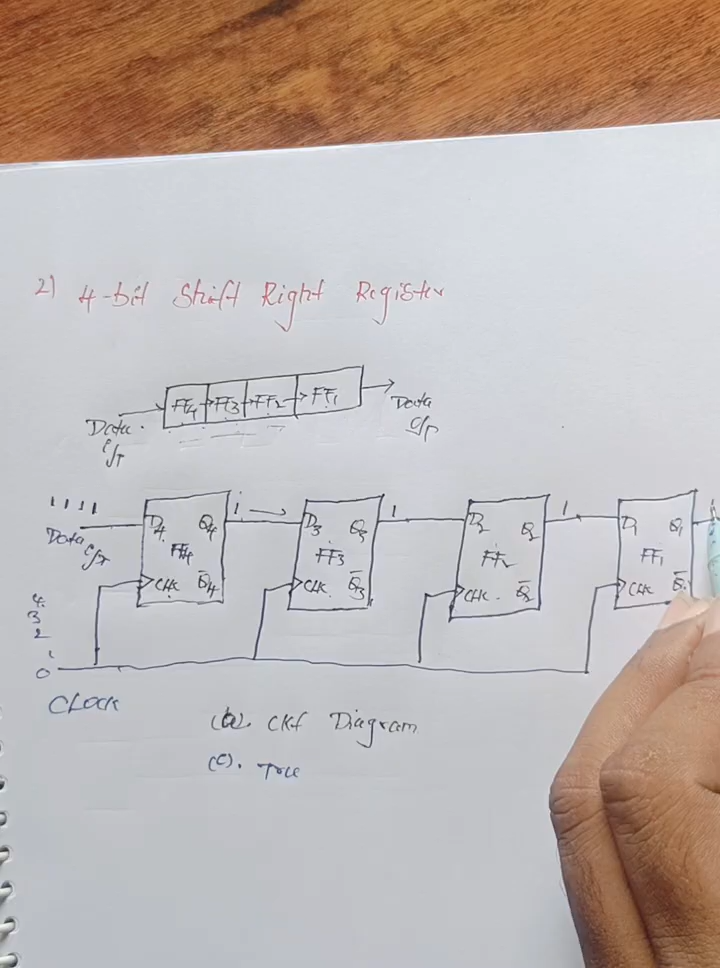 2) 4-bit Shift Right Register
FF4 FF3 FF2 FF1
Data I/P
Data O/P
1 1 1 1
1 1 1
D4 Q4 D3 Q3 D2 Q2 D1 Q1
Data I/P
FF4 FF3 FF2 FF1
CLK Q̅4 CLK. Q̅3 CLK. Q̅2 CLK Q̅1
4
3
2
1
0
CLOCK
CKT Diagram
(C).